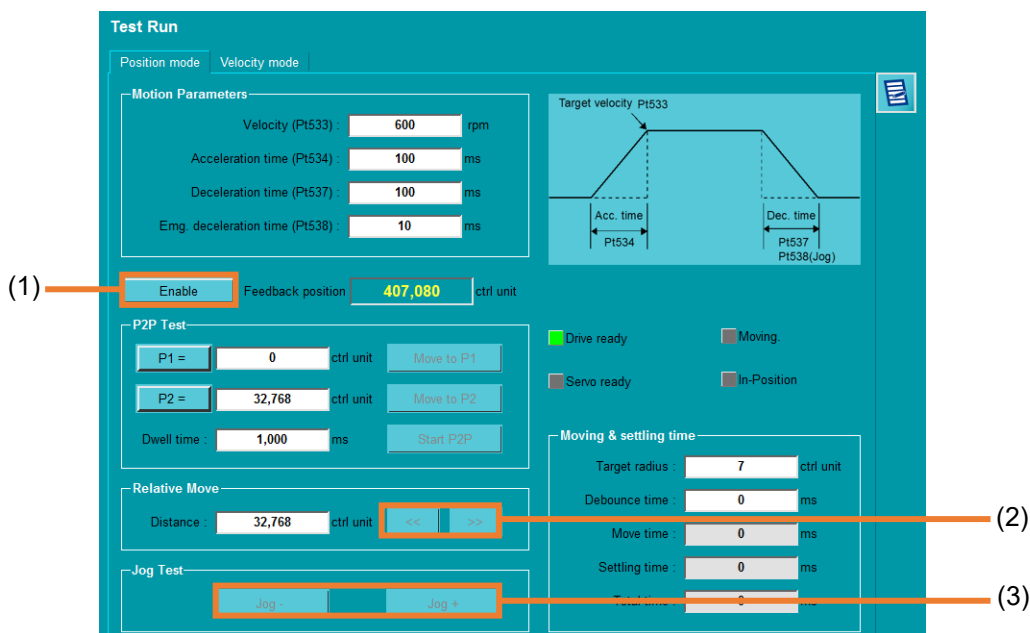 Test Run
Position mode Velocity mode
Motion Parameters
Velocity (Pt533) : 600 rpm
Acceleration time (Pt534) : 100 ms
Deceleration time (Pt537) : 100 ms
Emg. deceleration time (Pt538) : 10 ms
Target velocity Pt533
Acc. time
Pt534
Dec. time
Pt537
Pt538(Jog)
(1)
Enable Feedback position 407,080 ctrl unit
P2P Test
P1 = 0 ctrl unit Move to P1
P2 = 32,768 ctrl unit Move to P2
Dwell time : 1,000 ms Start P2P
Drive ready Moving.
Servo ready In-Position
Relative Move
Distance : 32,768 ctrl unit << >>
(2)
Jog Test
Jog - Jog +
(3)
Moving & settling time
Target radius : 7 ctrl unit
Debounce time : 0 ms
Move time : 0 ms
Settling time : 0 ms
Total time : 0 ms